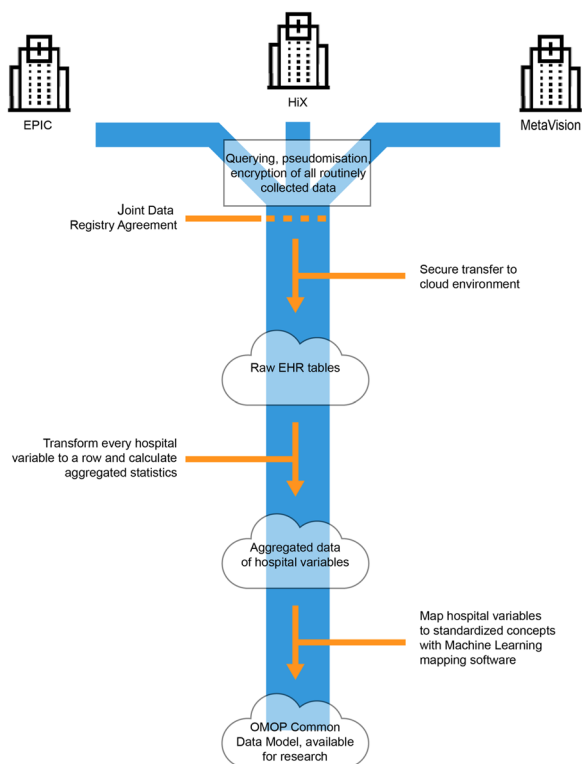 EPIC
HiX
MetaVision
Querying, pseudomisation,
encryption of all routinely
collected data
Joint Data
Registry Agreement
Secure transfer to
cloud environment
Raw EHR tables
Transform every hospital
variable to a row and calculate
aggregated statistics
Aggregated data
of hospital variables
Map hospital variables
to standardized concepts
with Machine Learning
mapping software
OMOP Common
Data Model, available
for research